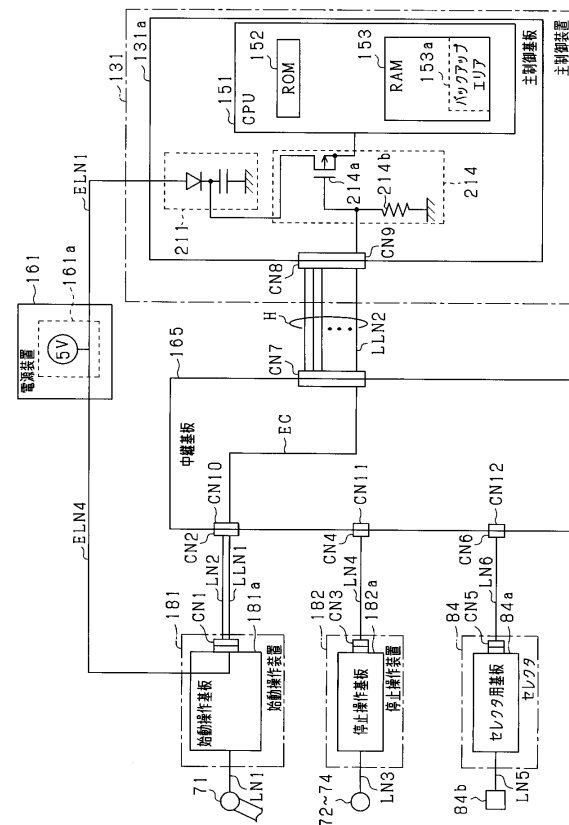 131
131a
151
CPU
152
ROM
153
RAM
153a
バックアップ
エリア
主制御基板
主制御装置
ELN1
211
214a
214b
214
CN8
CN9
161
161a
5V
電源装置
H
LLN2
CN7
165
中継基板
EC
ELN4
CN10
CN2
LN2
LLN1
CN1
181
181a
始動操作基板
始動操作装置
71
LN1
CN11
CN4
LN4
CN3
182
182a
停止操作基板
停止操作装置
72~74
LN3
CN12
CN6
LN6
CN5
84
84a
セレクタ用基板
セレクタ
84b
LN5